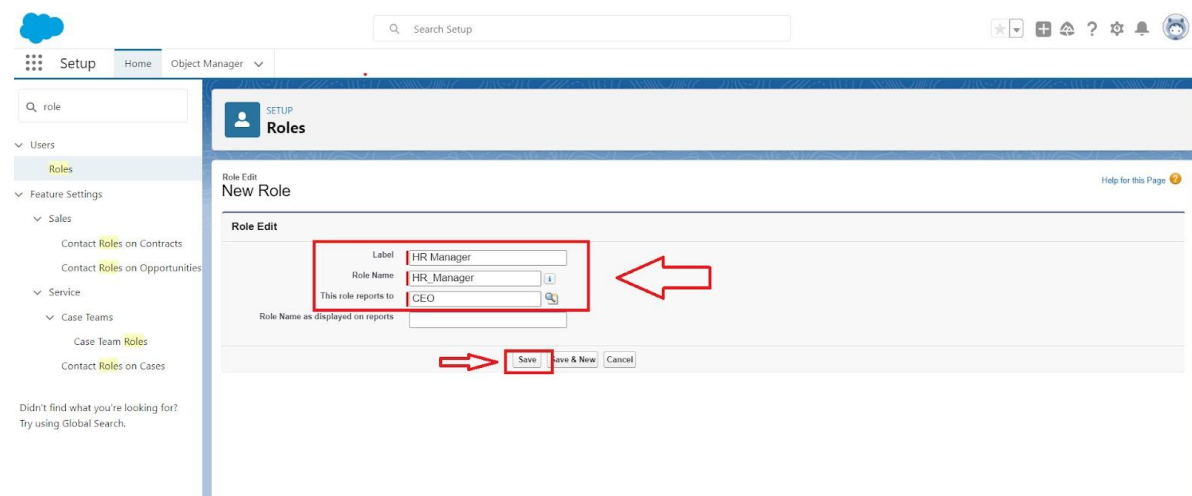 Search Setup
Setup
Home
Object Manager
role
Users
Roles
Feature Settings
Sales
Contact Roles on Contracts
Contact Roles on Opportunities
Service
Case Teams
Case Team Roles
Contact Roles on Cases
Didn't find what you're looking for?
Try using Global Search.
SETUP
Roles
Role Edit
New Role
Help for this Page
Role Edit
Label HR Manager
Role Name HR_Manager
This role reports to CEO
Role Name as displayed on reports
Save Save & New Cancel